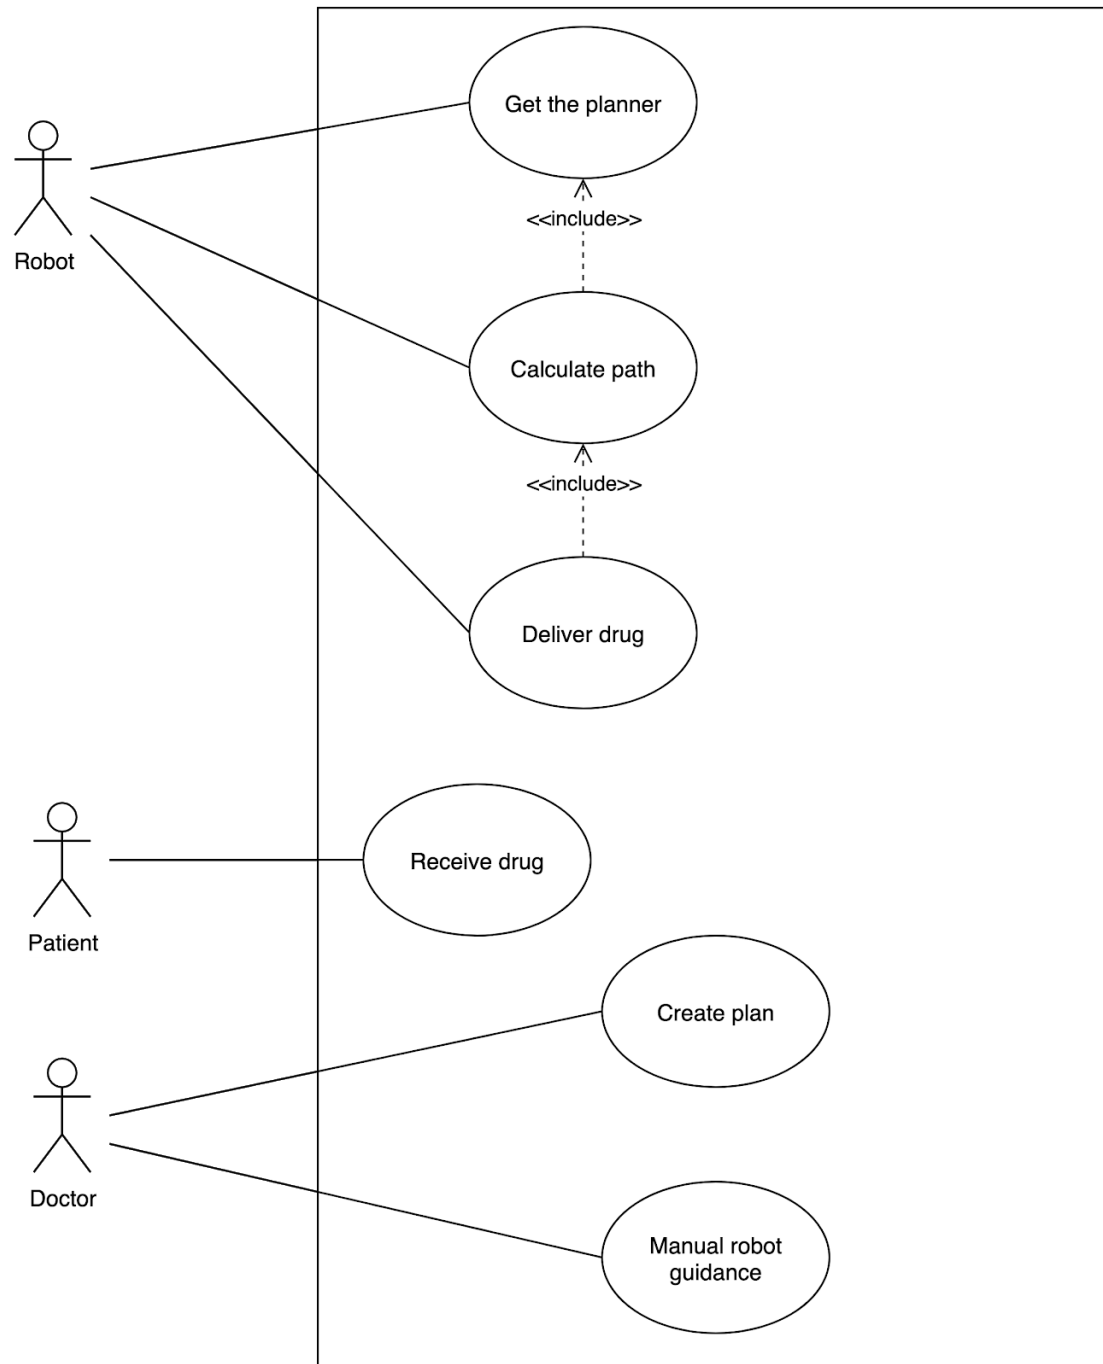 Get the planner
<<include>>
Robot
Calculate path
<<include>>
Deliver drug
Receive drug
Patient
Create plan
Doctor
Manual robot
guidance